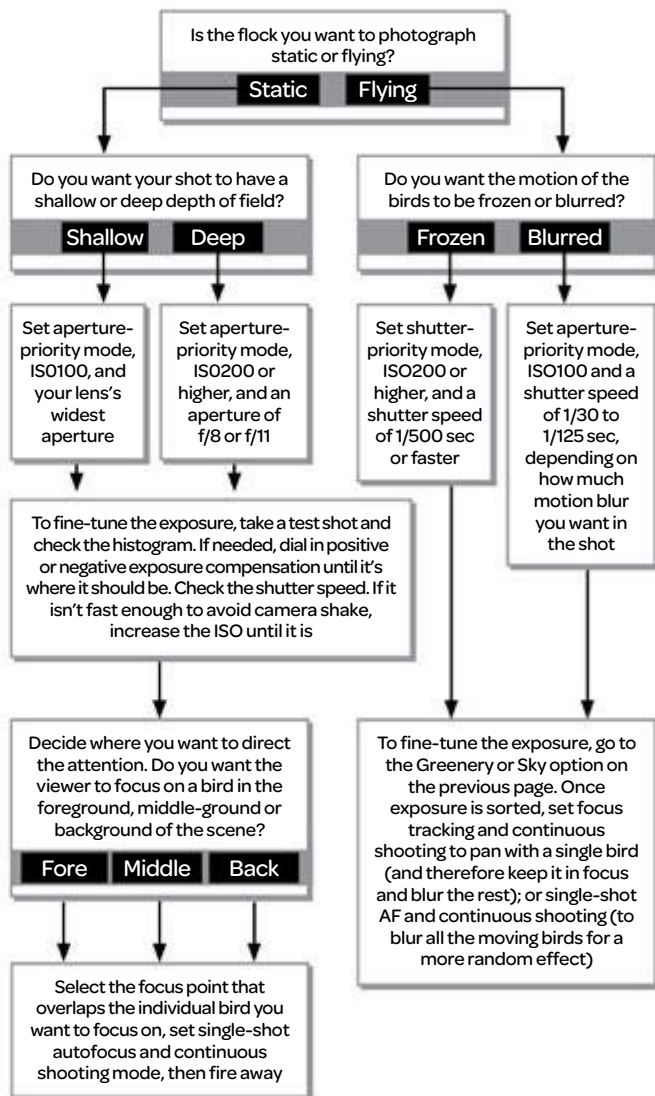 Is the flock you want to photograph
static or flying?
Static
Flying
Do you want your shot to have a
shallow or deep depth of field?
Shallow
Deep
Do you want the motion of the
birds to be frozen or blurred?
Frozen
Blurred
Set aperture-
priority mode,
ISO100, and
your lens's
widest
aperture
Set aperture-
priority mode,
ISO200 or
higher, and an
aperture of
f/8 or f/11
Set shutter-
priority mode,
ISO200 or
higher, and a
shutter speed
of 1/500 sec
or faster
Set aperture-
priority mode,
ISO100 and a
shutter speed
of 1/30 to
1/125 sec,
depending on
how much
motion blur
you want in
the shot
To fine-tune the exposure, take a test shot and
check the histogram. If needed, dial in positive
or negative exposure compensation until it's
where it should be. Check the shutter speed. If it
isn't fast enough to avoid camera shake,
increase the ISO until it is
Decide where you want to direct
the attention. Do you want the
viewer to focus on a bird in the
foreground, middle-ground or
background of the scene?
Fore
Middle
Back
Select the focus point that
overlaps the individual bird you
want to focus on, set single-shot
autofocus and continuous
shooting mode, then fire away
To fine-tune the exposure, go to
the Greenery or Sky option on
the previous page. Once
exposure is sorted, set focus
tracking and continuous
shooting to pan with a single bird
(and therefore keep it in focus
and blur the rest); or single-shot
AF and continuous shooting (to
blur all the moving birds for a
more random effect)